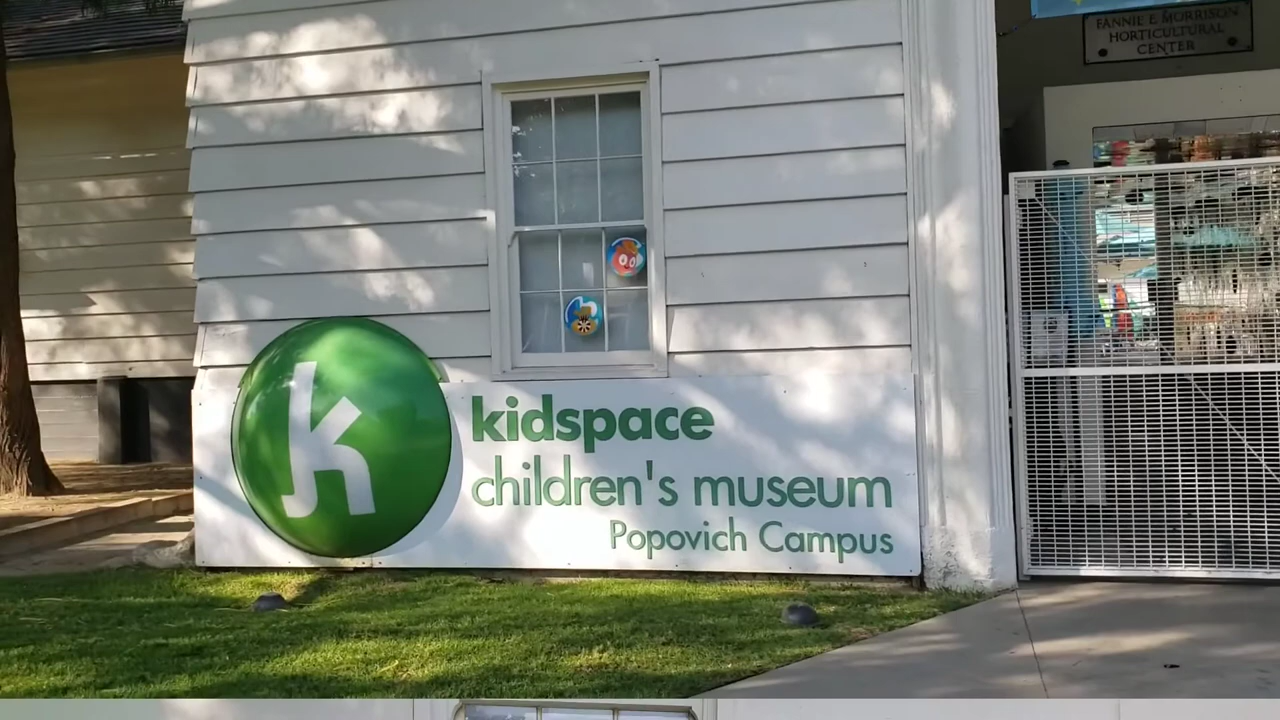 FANNIE E. MORRISON
HORTICULTURAL
CENTER
k
kidspace
children's museum
Popovich Campus